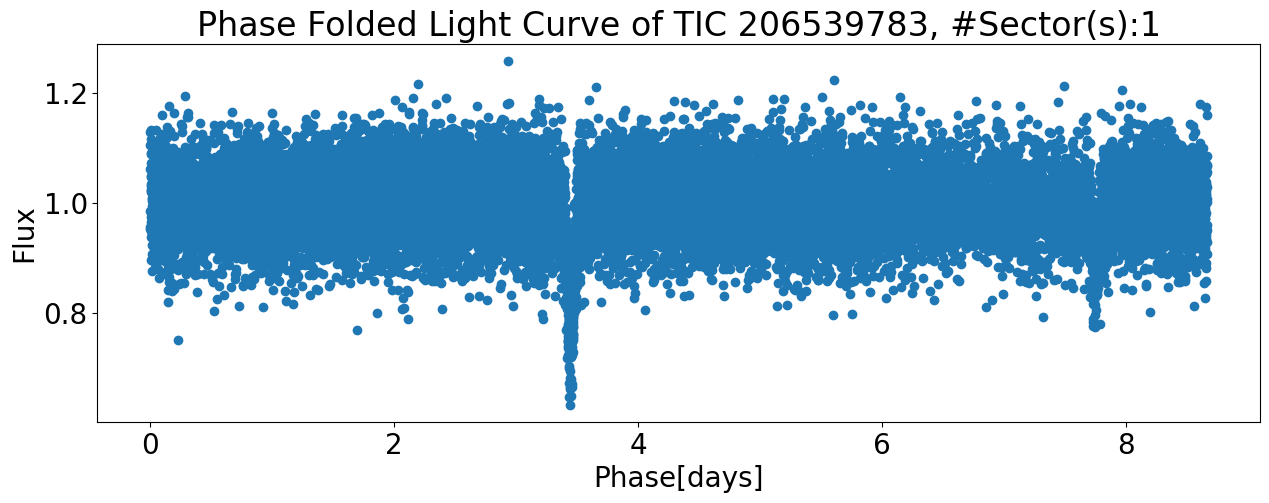 Phase Folded Light Curve of TIC 206539783, #Sector(s):1
1.2
1.0
0.8
Flux
0 2 4 6 8
Phase[days]